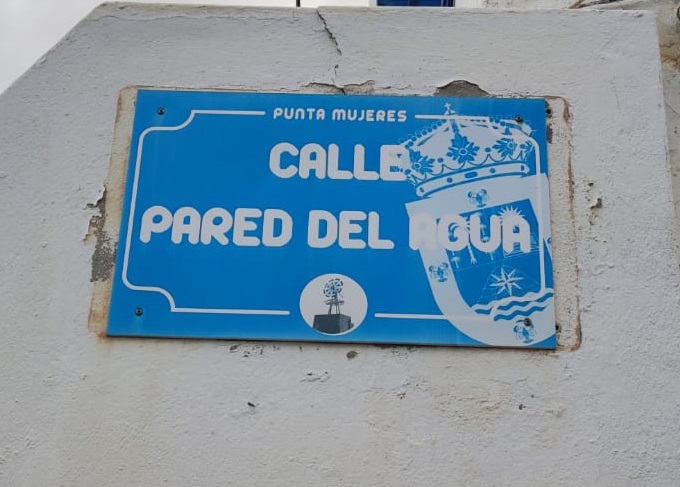 PUNTA MUJERES
CALLE
PARED DEL AGUA